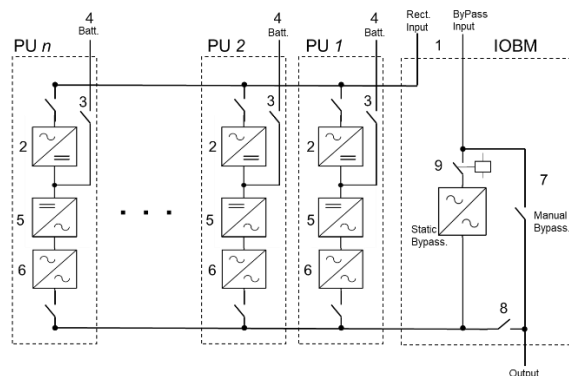 4
Batt.
PU n
4
Batt.
PU 2
4
Batt.
PU 1
Rect.
Input
ByPass
Input
1
IOBM
3
3
3
2
2
2
9
7
5
5
5
Static
Bypass.
Manual
Bypass.
6
6
6
8
Output